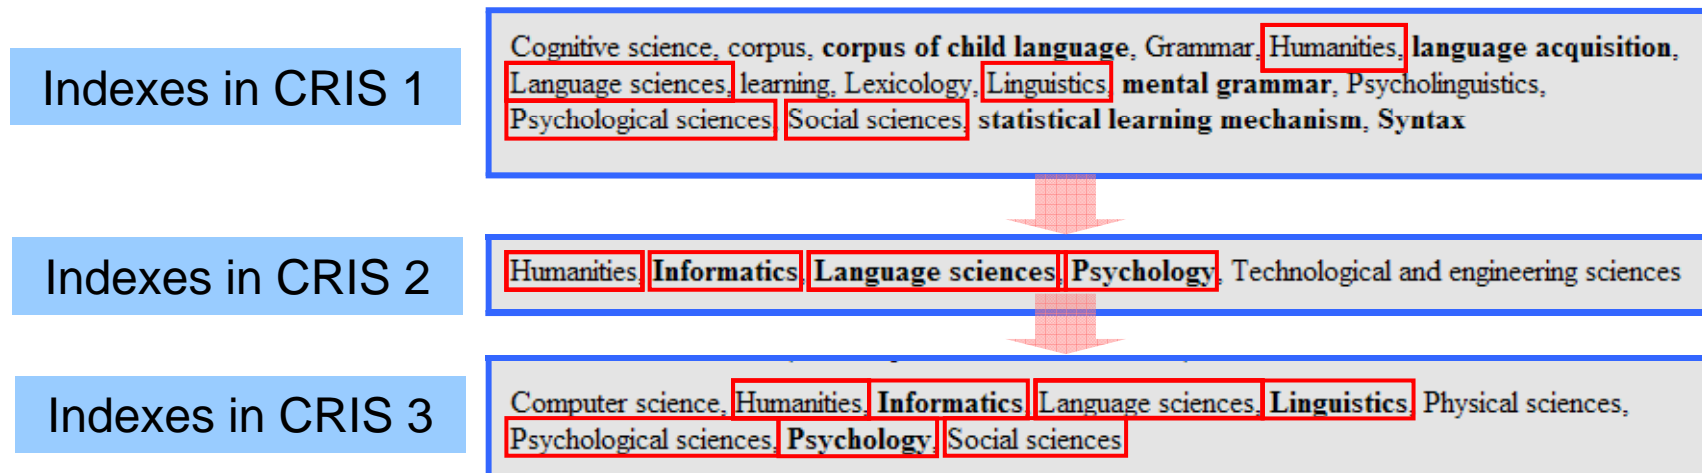 Indexes in CRIS 1
Cognitive science, corpus, corpus of child language, Grammar, Humanities, language acquisition,
Language sciences, learning, Lexicology, Linguistics, mental grammar, Psycholinguistics,
Psychological sciences, Social sciences, statistical learning mechanism, Syntax
Indexes in CRIS 2
Humanities, Informatics, Language sciences, Psychology, Technological and engineering sciences
Indexes in CRIS 3
Computer science, Humanities, Informatics, Language sciences, Linguistics, Physical sciences,
Psychological sciences, Psychology, Social sciences